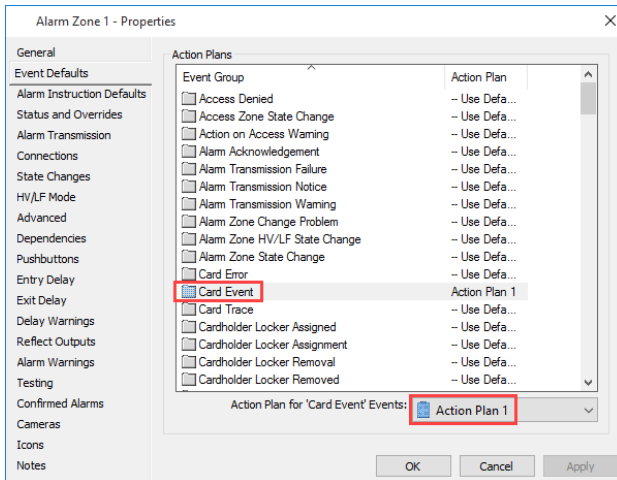 Alarm Zone 1 - Properties
General
Event Defaults
Alarm Instruction Defaults
Status and Overrides
Alarm Transmission
Connections
State Changes
HV/LF Mode
Advanced
Dependencies
Pushbuttons
Entry Delay
Exit Delay
Delay Warnings
Reflect Outputs
Alarm Warnings
Testing
Confirmed Alarms
Cameras
Icons
Notes
Action Plans
Event Group Action Plan
Access Denied -- Use Defa...
Access Zone State Change -- Use Defa...
Action on Access Warning -- Use Defa...
Alarm Acknowledgement -- Use Defa...
Alarm Transmission Failure -- Use Defa...
Alarm Transmission Notice -- Use Defa...
Alarm Transmission Warning -- Use Defa...
Alarm Zone Change Problem -- Use Defa...
Alarm Zone HV/LF State Change -- Use Defa...
Alarm Zone State Change -- Use Defa...
Card Error -- Use Defa...
Card Event Action Plan 1
Card Trace -- Use Defa...
Cardholder Locker Assigned -- Use Defa...
Cardholder Locker Assignment -- Use Defa...
Cardholder Locker Removal -- Use Defa...
Cardholder Locker Removed -- Use Defa...
Action Plan for 'Card Event' Events: Action Plan 1
OK Cancel Apply